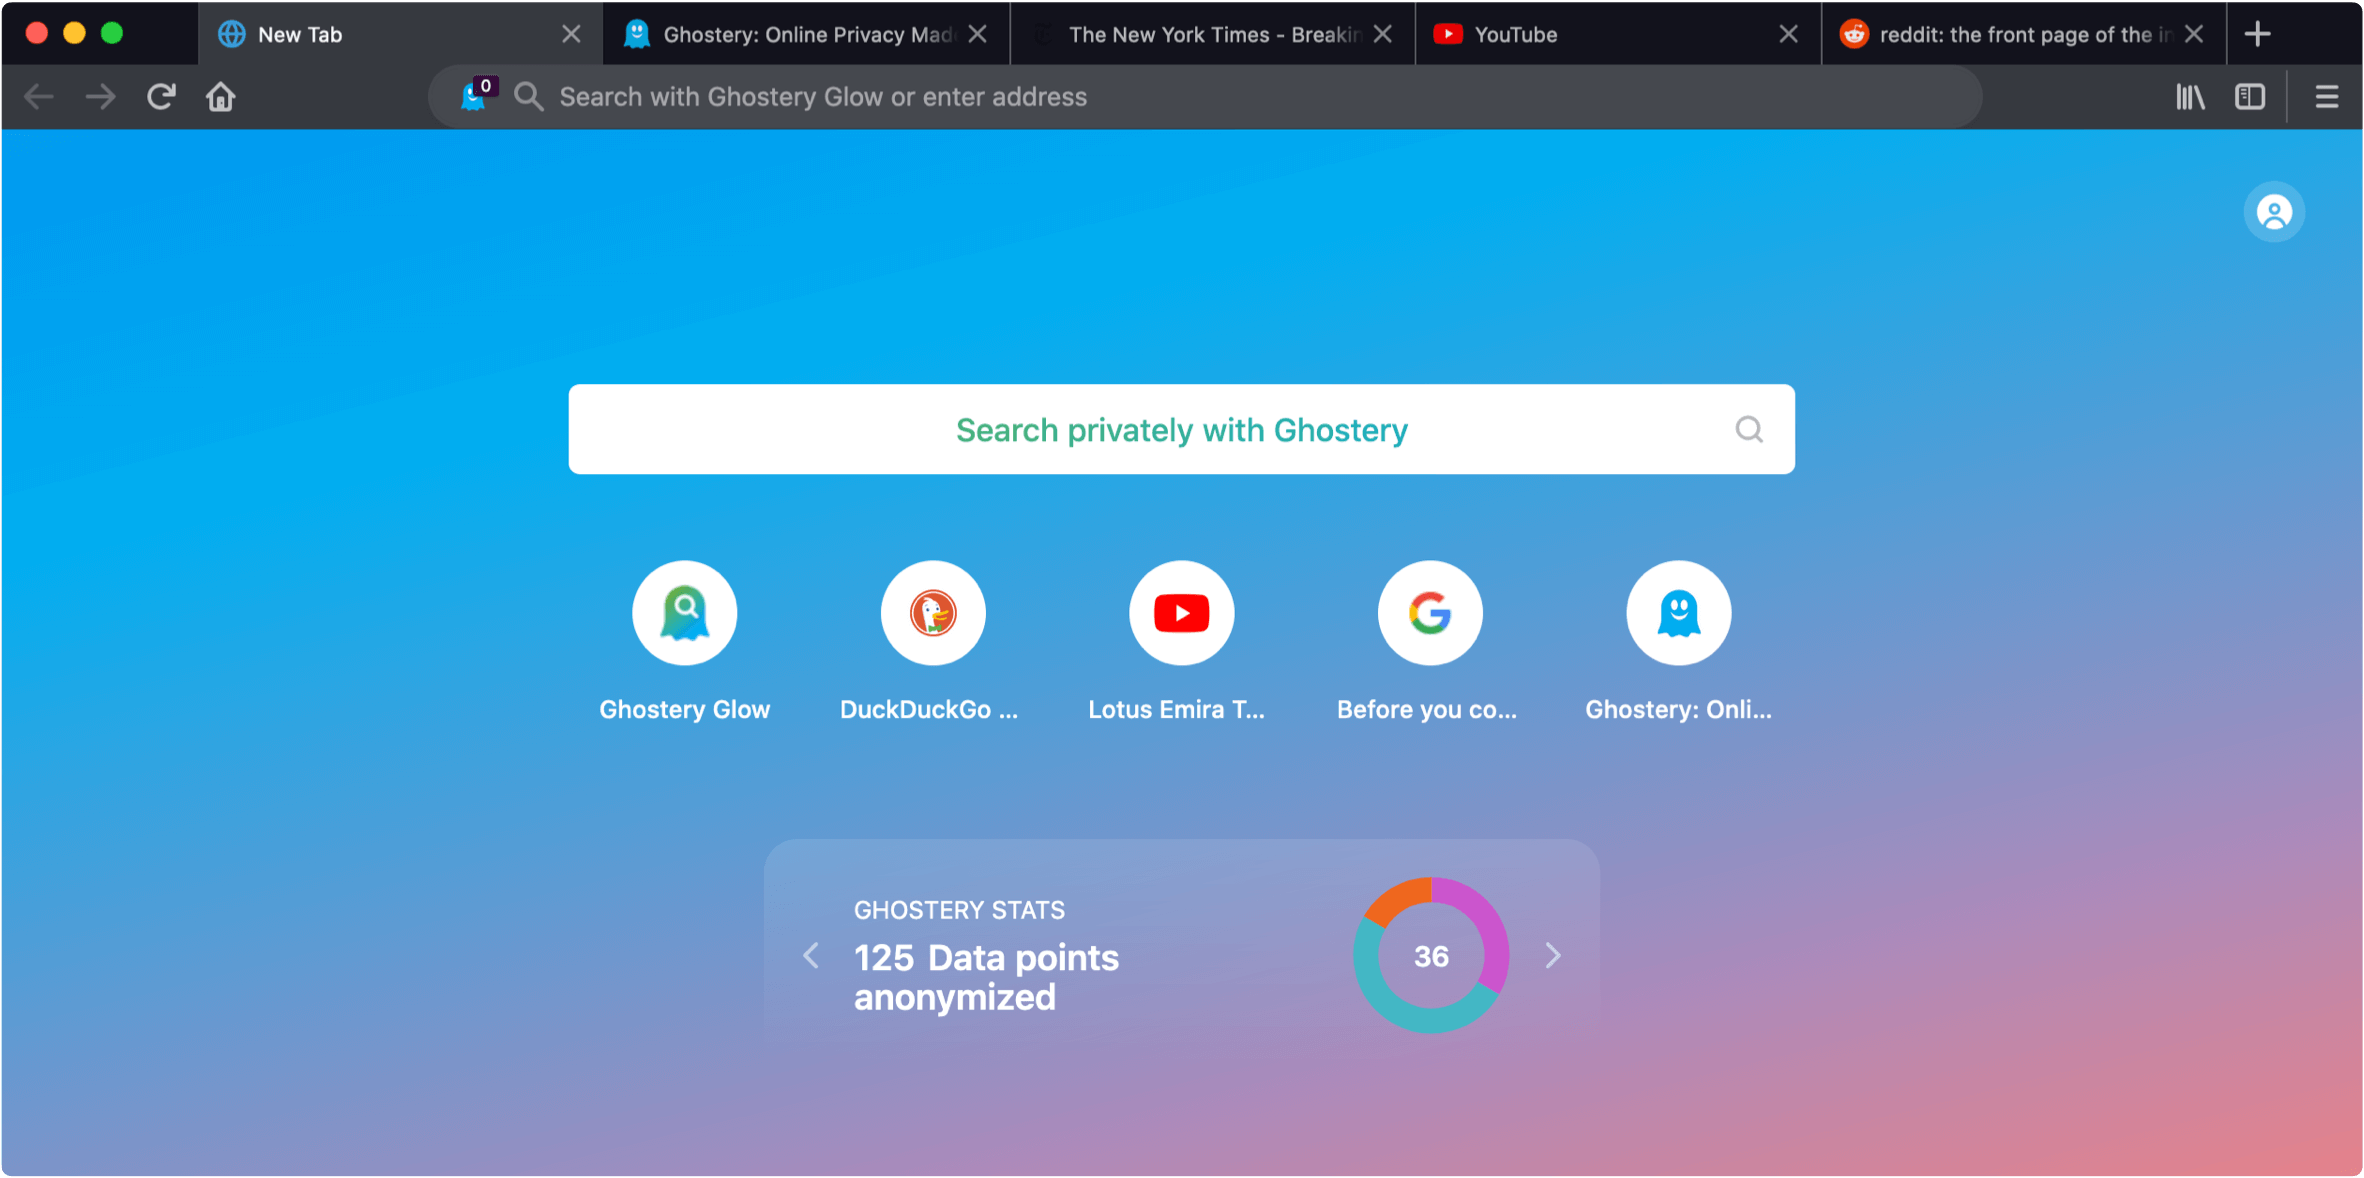 New Tab
Ghostery: Online Privacy Mad
The New York Times - Breakin
YouTube
reddit: the front page of the in
0
Search with Ghostery Glow or enter address
Search privately with Ghostery
Ghostery Glow
DuckDuckGo ...
Lotus Emira T...
Before you co...
Ghostery: Onli...
GHOSTERY STATS
125 Data points
anonymized
36